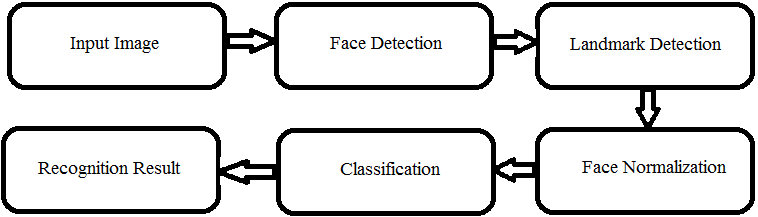 Input Image
Face Detection
Landmark Detection
Face Normalization
Classification
Recognition Result